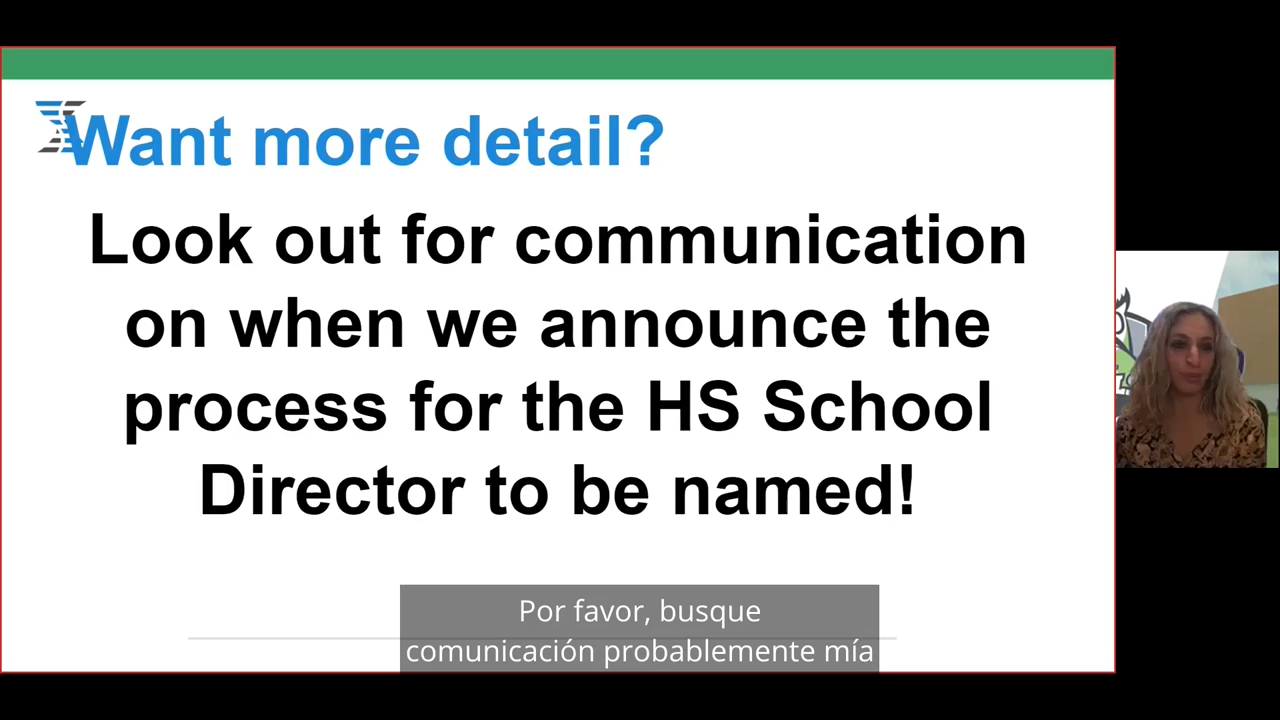 Want more detail?
Look out for communication
on when we announce the
process for the HS School
Director to be named!
Por favor, busque
comunicación probablemente mía